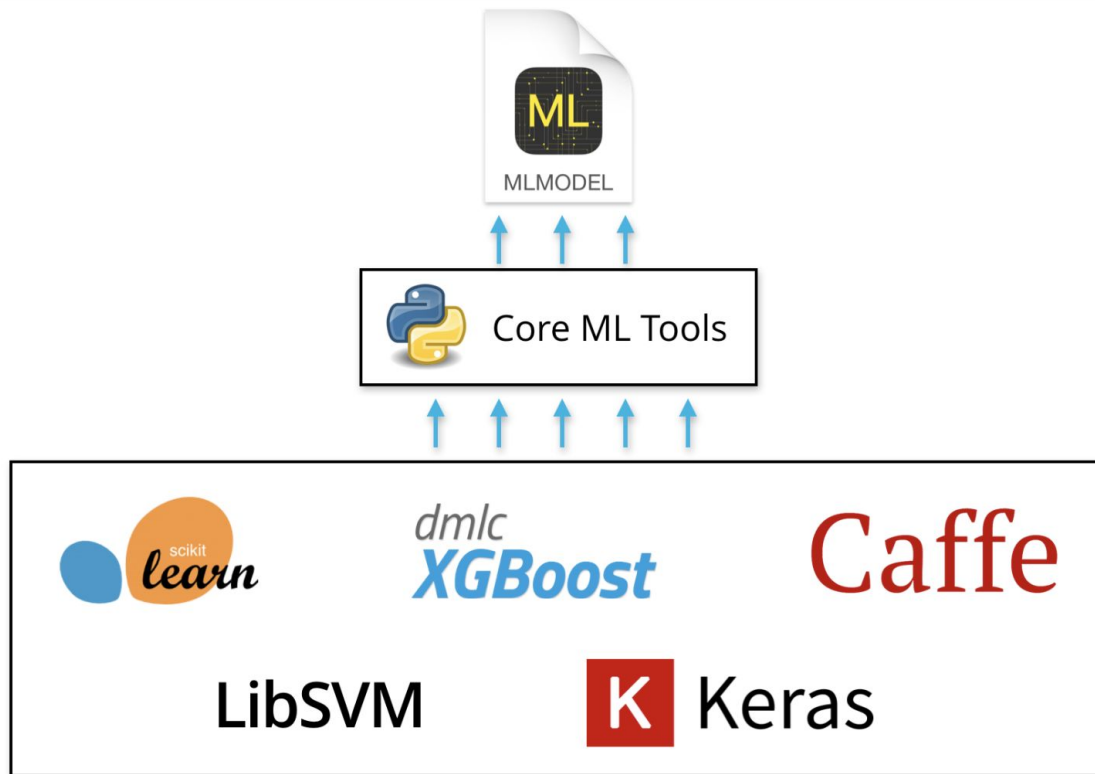 ML
MLMODEL
Core ML Tools
scikit
learn
dmlc
XGBoost
Caffe
LibSVM
K Keras